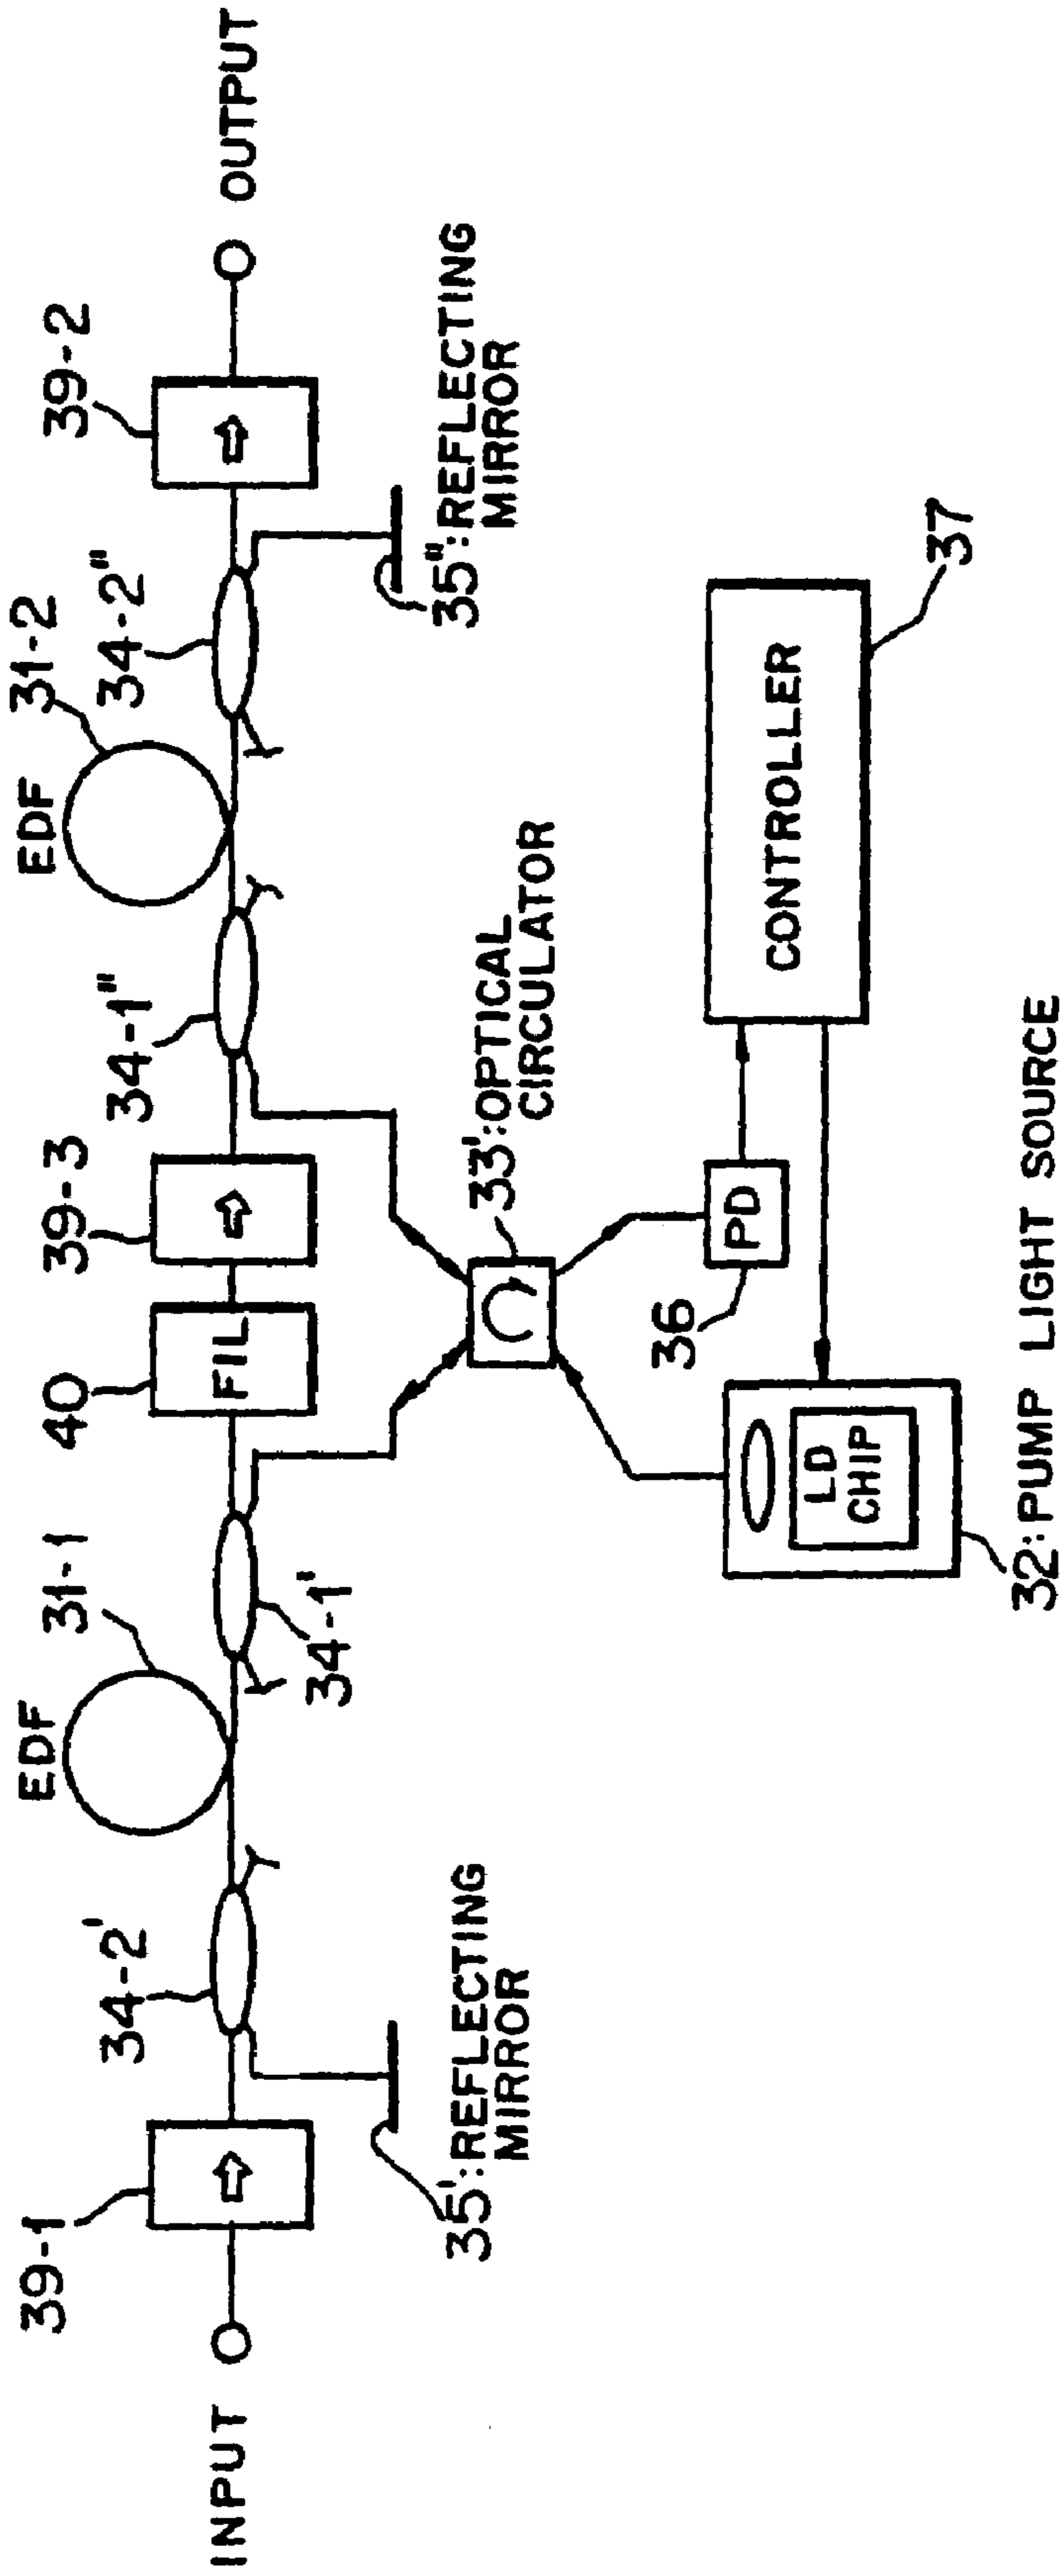 INPUT
39-1
34-2'
35':REFLECTING
MIRROR
EDF
31-1
34-1'
40
FIL
39-3
34-1"
EDF
31-2
34-2"
35":REFLECTING
MIRROR
39-2
OUTPUT
33':OPTICAL
CIRCULATOR
36
PD
CONTROLLER
37
LD
CHIP
32:PUMP LIGHT SOURCE